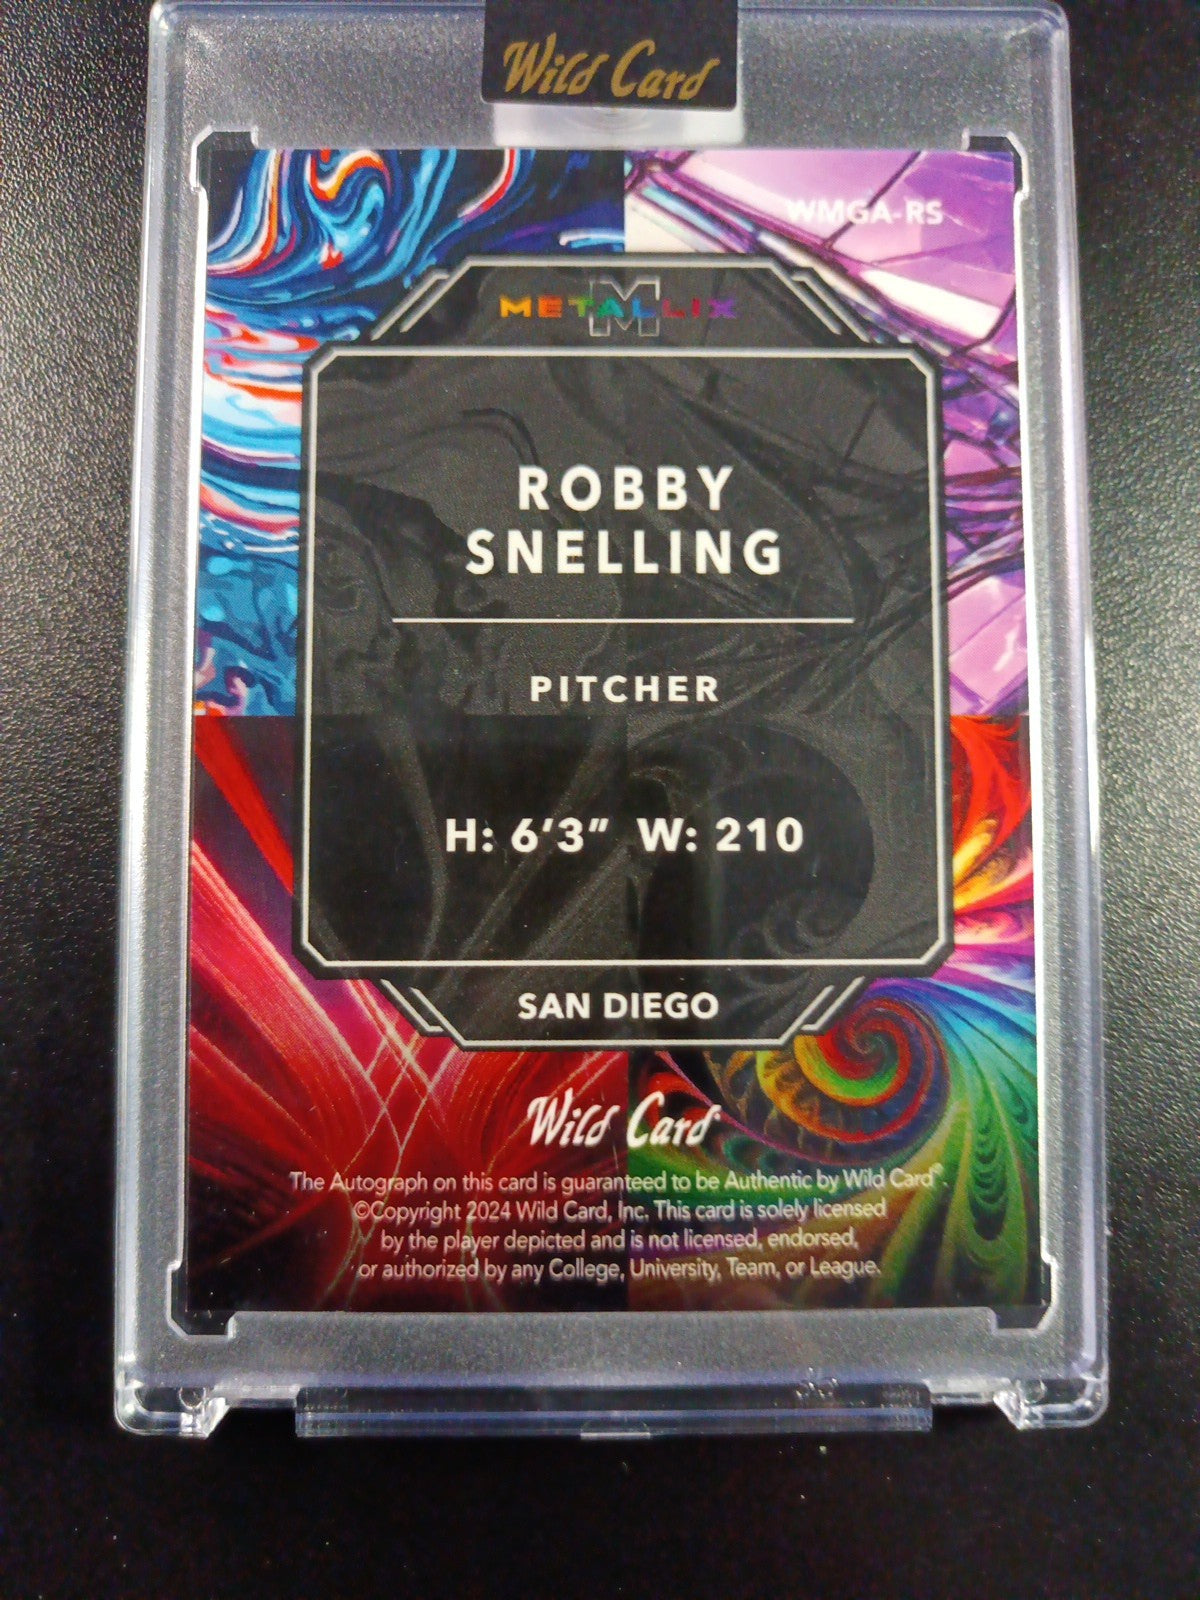 Wild Card
WMGA-RS
METALLIX
ROBBY
SNELLING
PITCHER
H: 6'3" W: 210
SAN DIEGO
Wild Card
The Autograph on this card is guaranteed to be Authentic by Wild Card®.
©Copyright 2024 Wild Card, Inc. This card is solely licensed
by the player depicted and is not licensed, endorsed,
or authorized by any College, University, Team, or League.